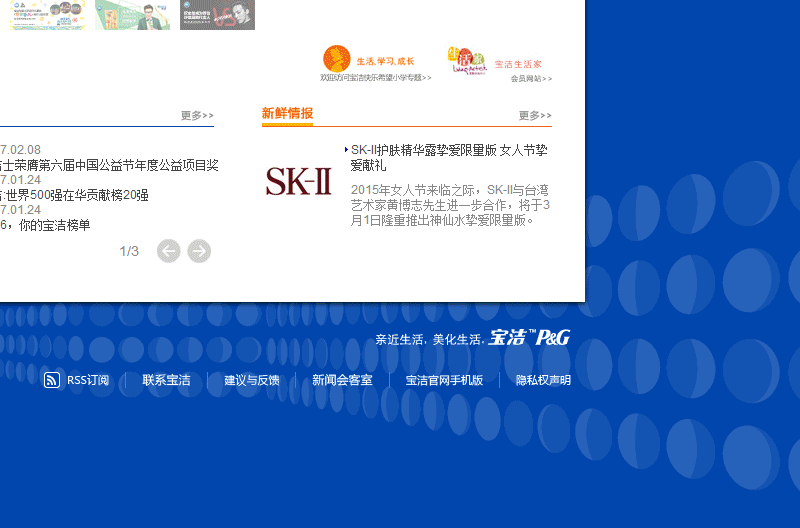 VS
生活,学习,成长
欢迎访问宝洁快乐希望小学专题>>
宝洁生活家
会员网站>>
更多>>
新鲜情报
更多>>
7.02.08
士荣膺第六届中国公益节年度公益项目奖
7.01.24
:世界500强在华贡献榜20强
7.01.24
6，你的宝洁榜单
1/3
SK-II
SK-II护肤精华露挚爱限量版 女人节挚
爱献礼
2015年女人节来临之际，SK-II与台湾
艺术家黄博志先生进一步合作，将于3
月1日隆重推出神仙水挚爱限量版。
亲近生活，美化生活。宝洁™P&G
RSS订阅
联系宝洁
建议与反馈
新闻会客室
宝洁官网手机版
隐私权声明